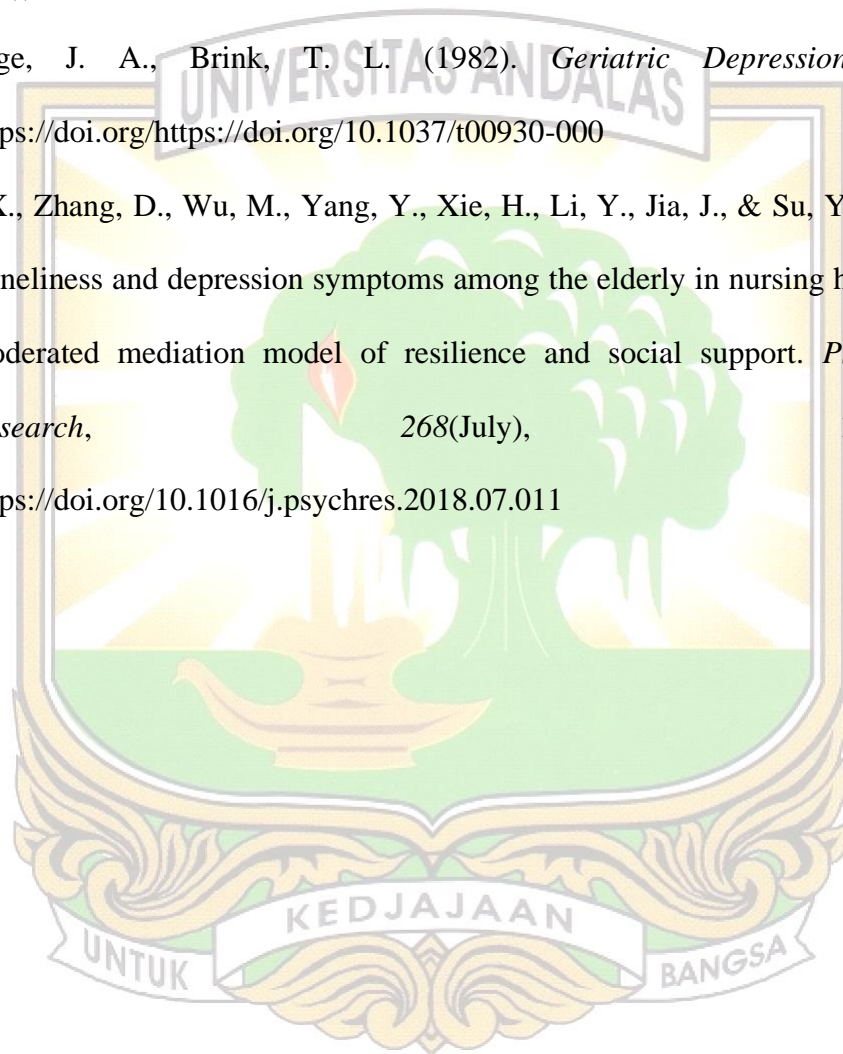 UNIVERSITAS ANDALAS
ge, J. A., Brink, T. L. (1982). Geriatric Depression
ps://doi.org/https://doi.org/10.1037/t00930-000
X., Zhang, D., Wu, M., Yang, Y., Xie, H., Li, Y., Jia, J., & Su, Y
neliness and depression symptoms among the elderly in nursing h
oderated mediation model of resilience and social support. P
search, 268(July),
ps://doi.org/10.1016/j.psychres.2018.07.011
KEDJAJAAN
UNTUK BANGSA